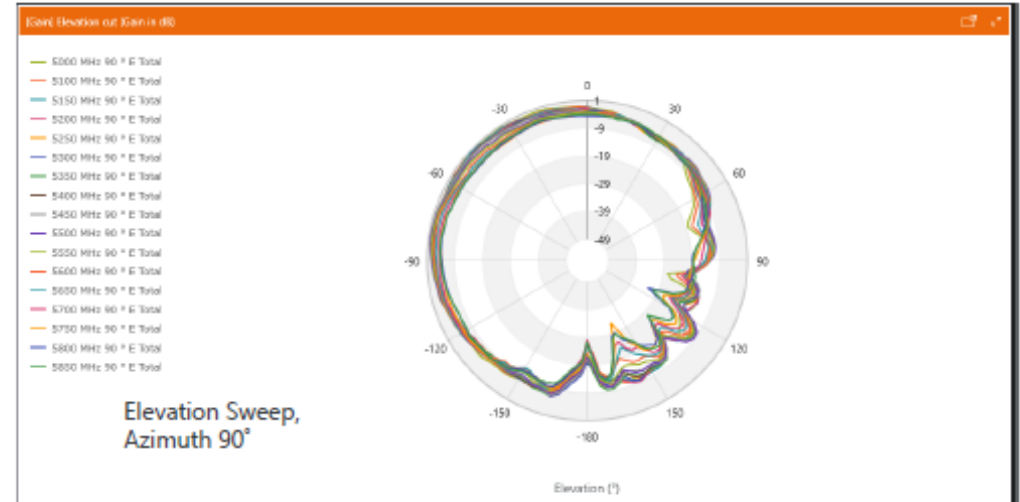 (Gain) Elevation cut (Gain in dB)
5000 MHz 90 ° E Total
5100 MHz 90 ° E Total
5150 MHz 90 ° E Total
5200 MHz 90 ° E Total
5250 MHz 90 ° E Total
5300 MHz 90 ° E Total
5350 MHz 90 ° E Total
5400 MHz 90 ° E Total
5450 MHz 90 ° E Total
5500 MHz 90 ° E Total
5550 MHz 90 ° E Total
5600 MHz 90 ° E Total
5650 MHz 90 ° E Total
5700 MHz 90 ° E Total
5750 MHz 90 ° E Total
5800 MHz 90 ° E Total
5850 MHz 90 ° E Total
0
-30
30
1
-9
-19
-60
60
-29
-39
-49
-90
90
-120
120
-150
150
-180
Elevation Sweep,
Azimuth 90°
Elevation (°)